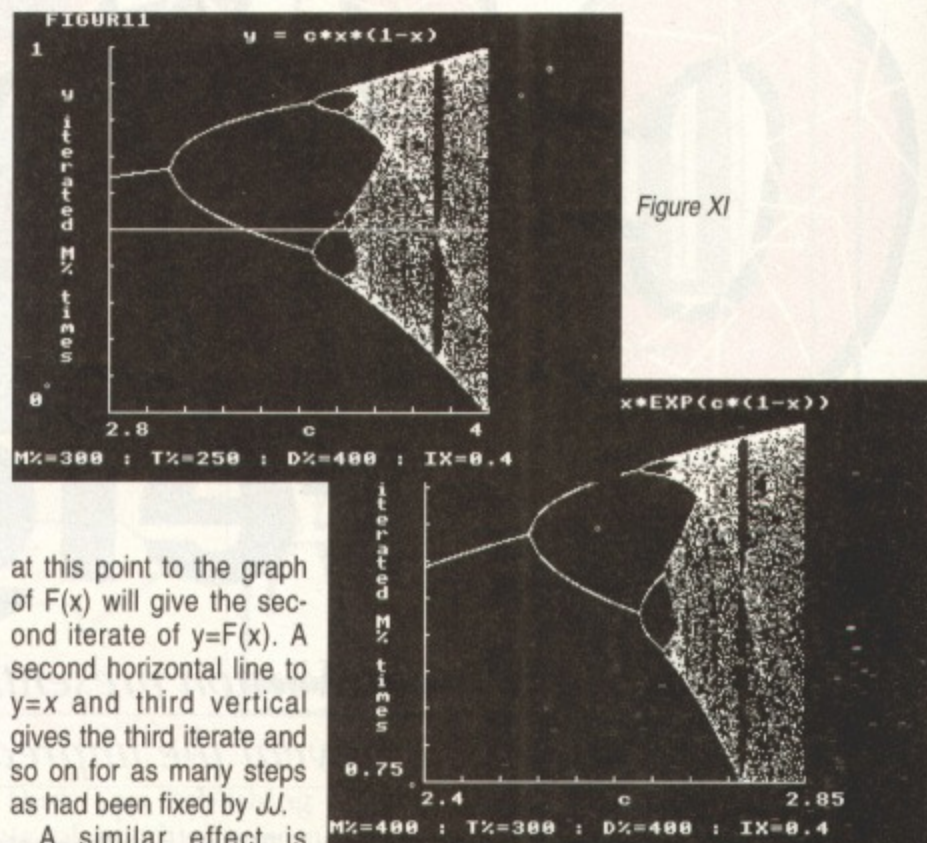 FIGUR11
y = c*x*(1-x)
1
y iterated M% times
0
2.8 c 4
M%=300 : T%=250 : D%=400 : IX=0.4
Figure XI
x*EXP(c*(1-x))
iterated M% times
0.75
2.4 c 2.85
M%=400 : T%=300 : D%=400 : IX=0.4
at this point to the graph
of F(x) will give the sec-
ond iterate of y=F(x). A
second horizontal line to
y=x and third vertical
gives the third iterate and
so on for as many steps
as had been fixed by JJ.
A similar effect is